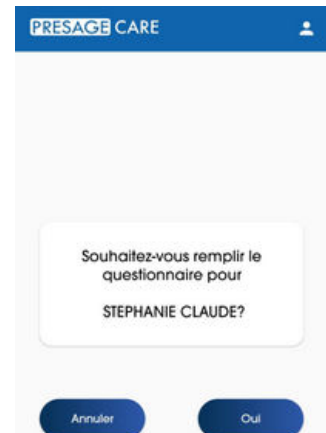 PRESAGE CARE
Souhaitez-vous remplir le
questionnaire pour
STEPHANIE CLAUDE?
Annuler
Oui